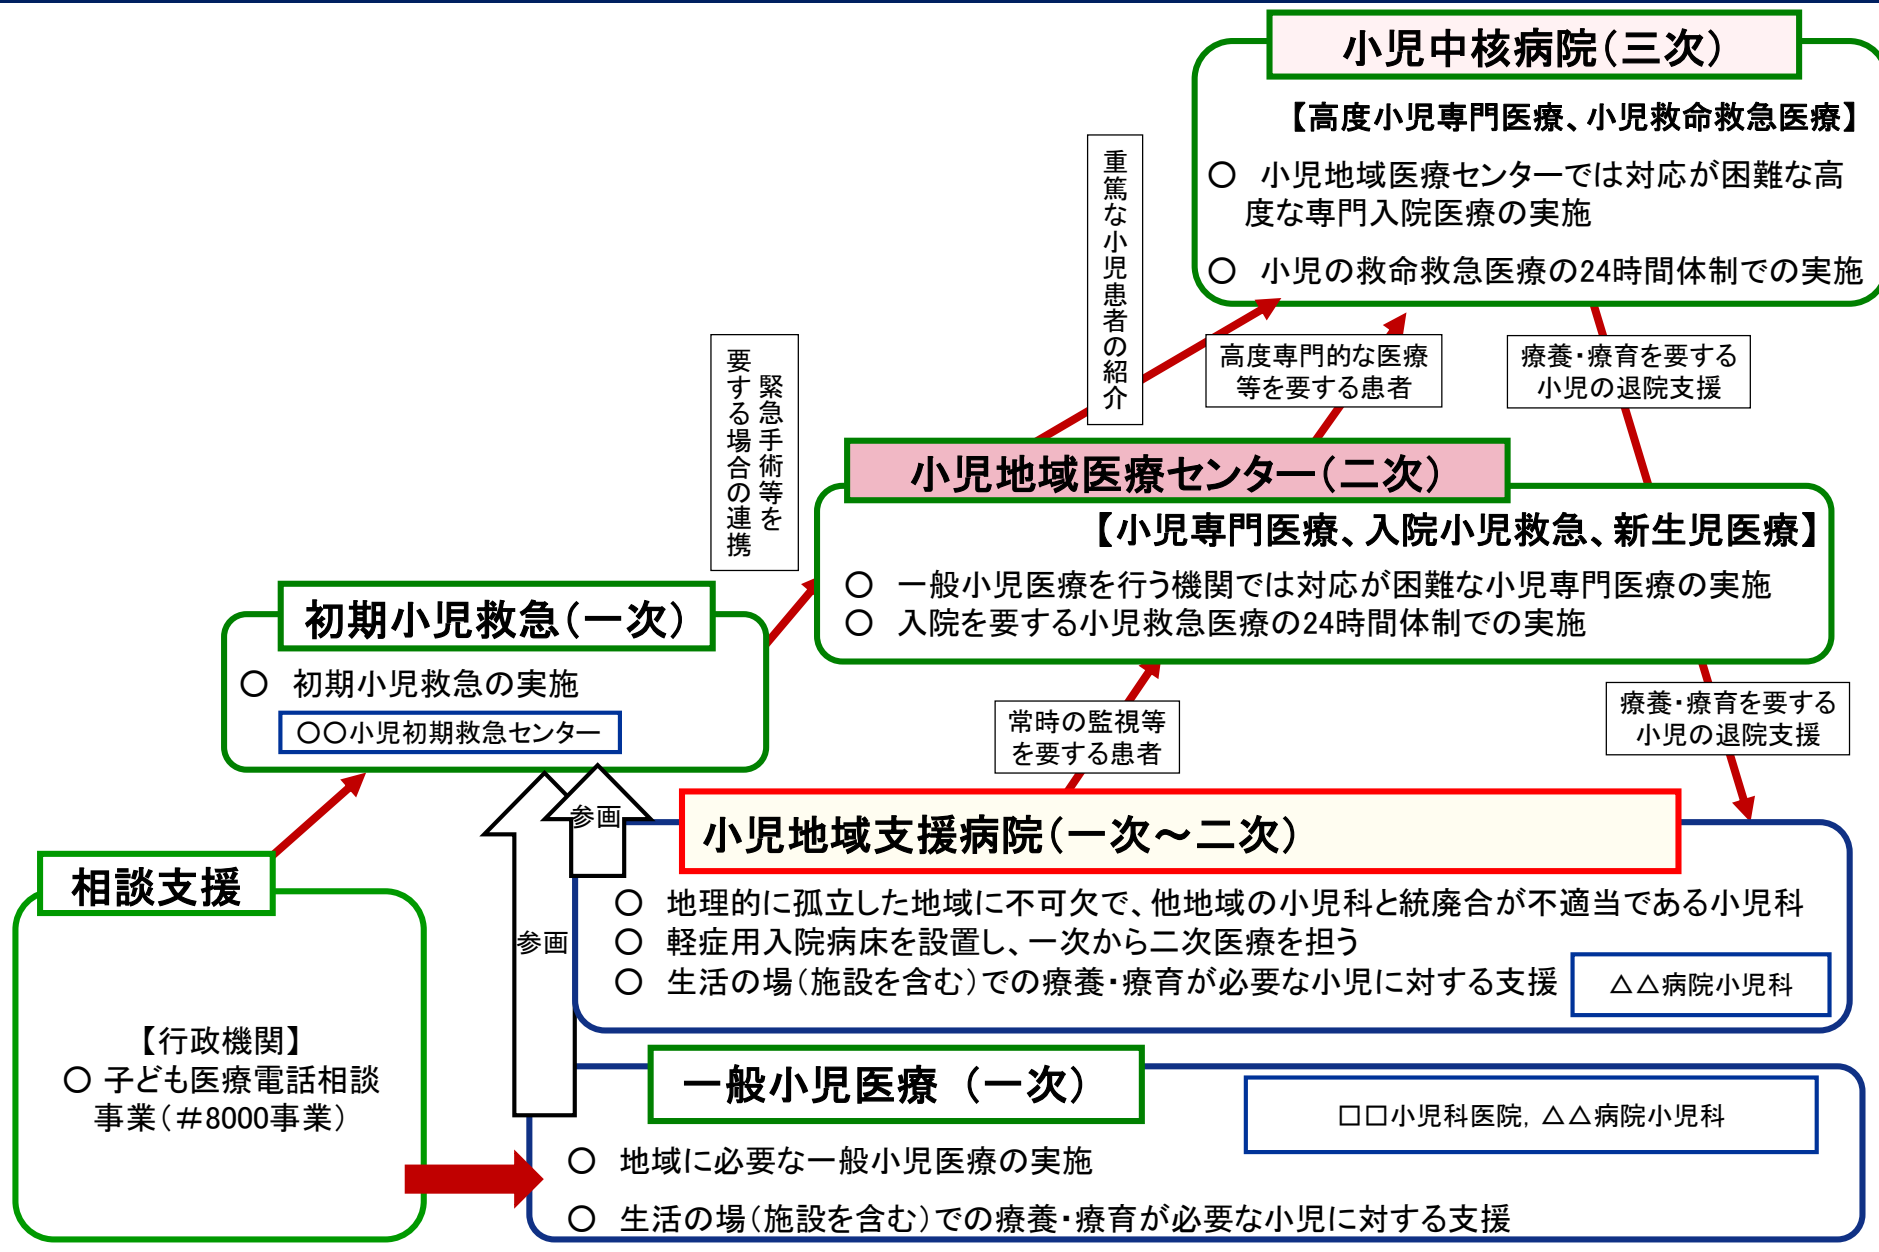 小児中核病院(三次)
【高度小児専門医療、小児救命救急医療】
○ 小児地域医療センターでは対応が困難な高
度な専門入院医療の実施
○ 小児の救命救急医療の24時間体制での実施
重篤な小児患者の紹介
高度専門的な医療
等を要する患者
療養・療育を要する
小児の退院支援
緊急手術等を
要する場合の連携
小児地域医療センター(二次)
【小児専門医療、入院小児救急、新生児医療】
○ 一般小児医療を行う機関では対応が困難な小児専門医療の実施
○ 入院を要する小児救急医療の24時間体制での実施
初期小児救急(一次)
○ 初期小児救急の実施
○○小児初期救急センター
常時の監視等
を要する患者
療養・療育を要する
小児の退院支援
参画
小児地域支援病院(一次～二次)
○ 地理的に孤立した地域に不可欠で、他地域の小児科と統廃合が不適当である小児科
○ 軽症用入院病床を設置し、一次から二次医療を担う
○ 生活の場(施設を含む)での療養・療育が必要な小児に対する支援
△△病院小児科
参画
相談支援
【行政機関】
○ 子ども医療電話相談
事業(＃8000事業)
一般小児医療 (一次)
□□小児科医院, △△病院小児科
○ 地域に必要な一般小児医療の実施
○ 生活の場(施設を含む)での療養・療育が必要な小児に対する支援